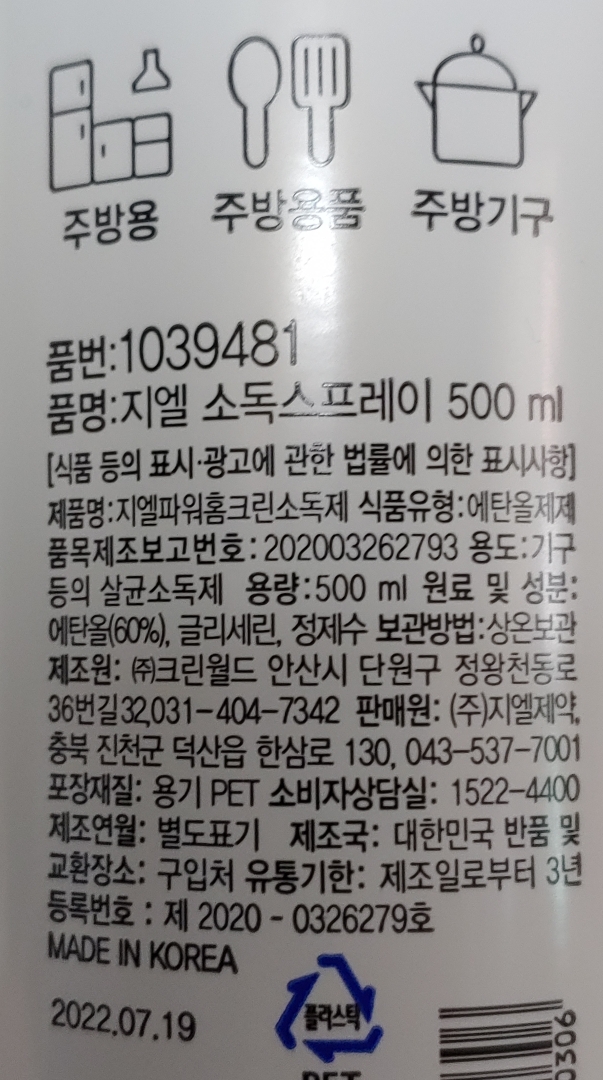 주방용 주방용품 주방기구
품번:1039481
품명:지엘 소독스프레이 500 ml
[식품 등의 표시·광고에 관한 법률에 의한 표시사항]
제품명:지엘파워홈크린소독제 식품유형:에탄올제제
품목제조보고번호:202003262793 용도:기구
등의 살균소독제 용량:500 ml 원료 및 성분:
에탄올(60%), 글리세린, 정제수 보관방법:상온보관
제조원: ㈜크린월드 안산시 단원구 정왕천동로
36번길32,031-404-7342 판매원: (주)지엘제약,
충북 진천군 덕산읍 한삼로 130, 043-537-7001
포장재질: 용기 PET 소비자상담실: 1522-4400
제조연월: 별도표기 제조국: 대한민국 반품 및
교환장소: 구입처 유통기한: 제조일로부터 3년
등록번호 : 제 2020 - 0326279호
MADE IN KOREA
2022.07.19
플라스틱
PET
0306